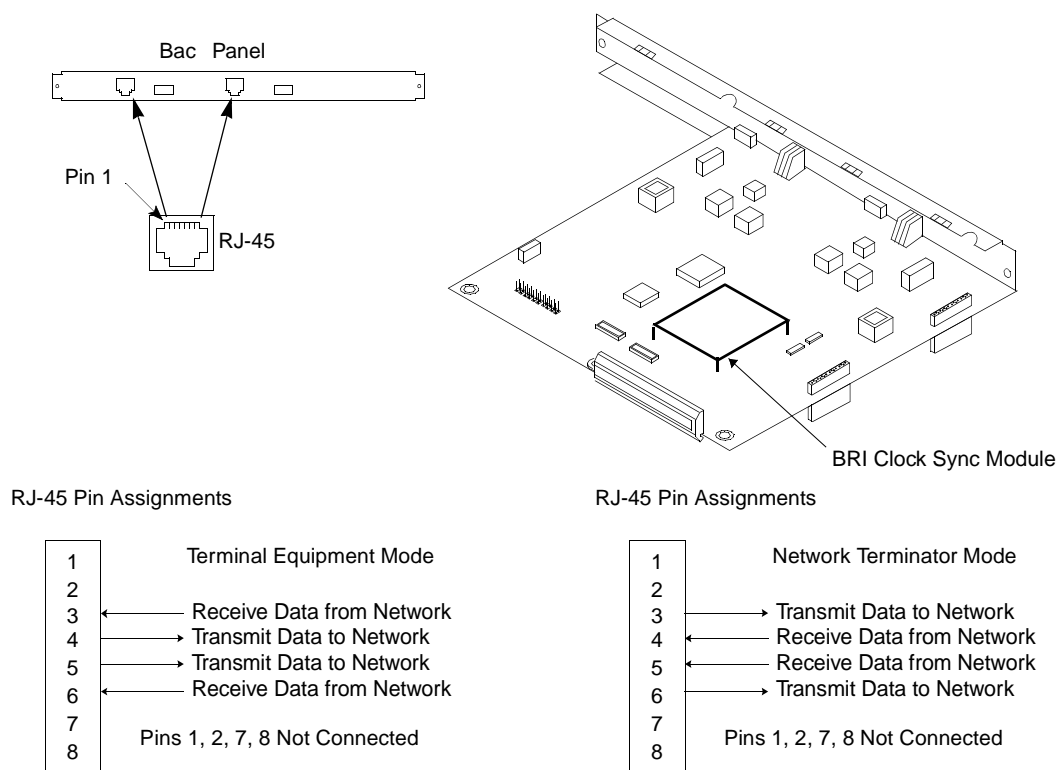 Bac Panel
Pin 1
RJ-45
BRI Clock Sync Module
RJ-45 Pin Assignments
1
2
3
4
5
6
7
8
Terminal Equipment Mode
Receive Data from Network
Transmit Data to Network
Transmit Data to Network
Receive Data from Network
Pins 1, 2, 7, 8 Not Connected
RJ-45 Pin Assignments
1
2
3
4
5
6
7
8
Network Terminator Mode
Transmit Data to Network
Receive Data from Network
Receive Data from Network
Transmit Data to Network
Pins 1, 2, 7, 8 Not Connected